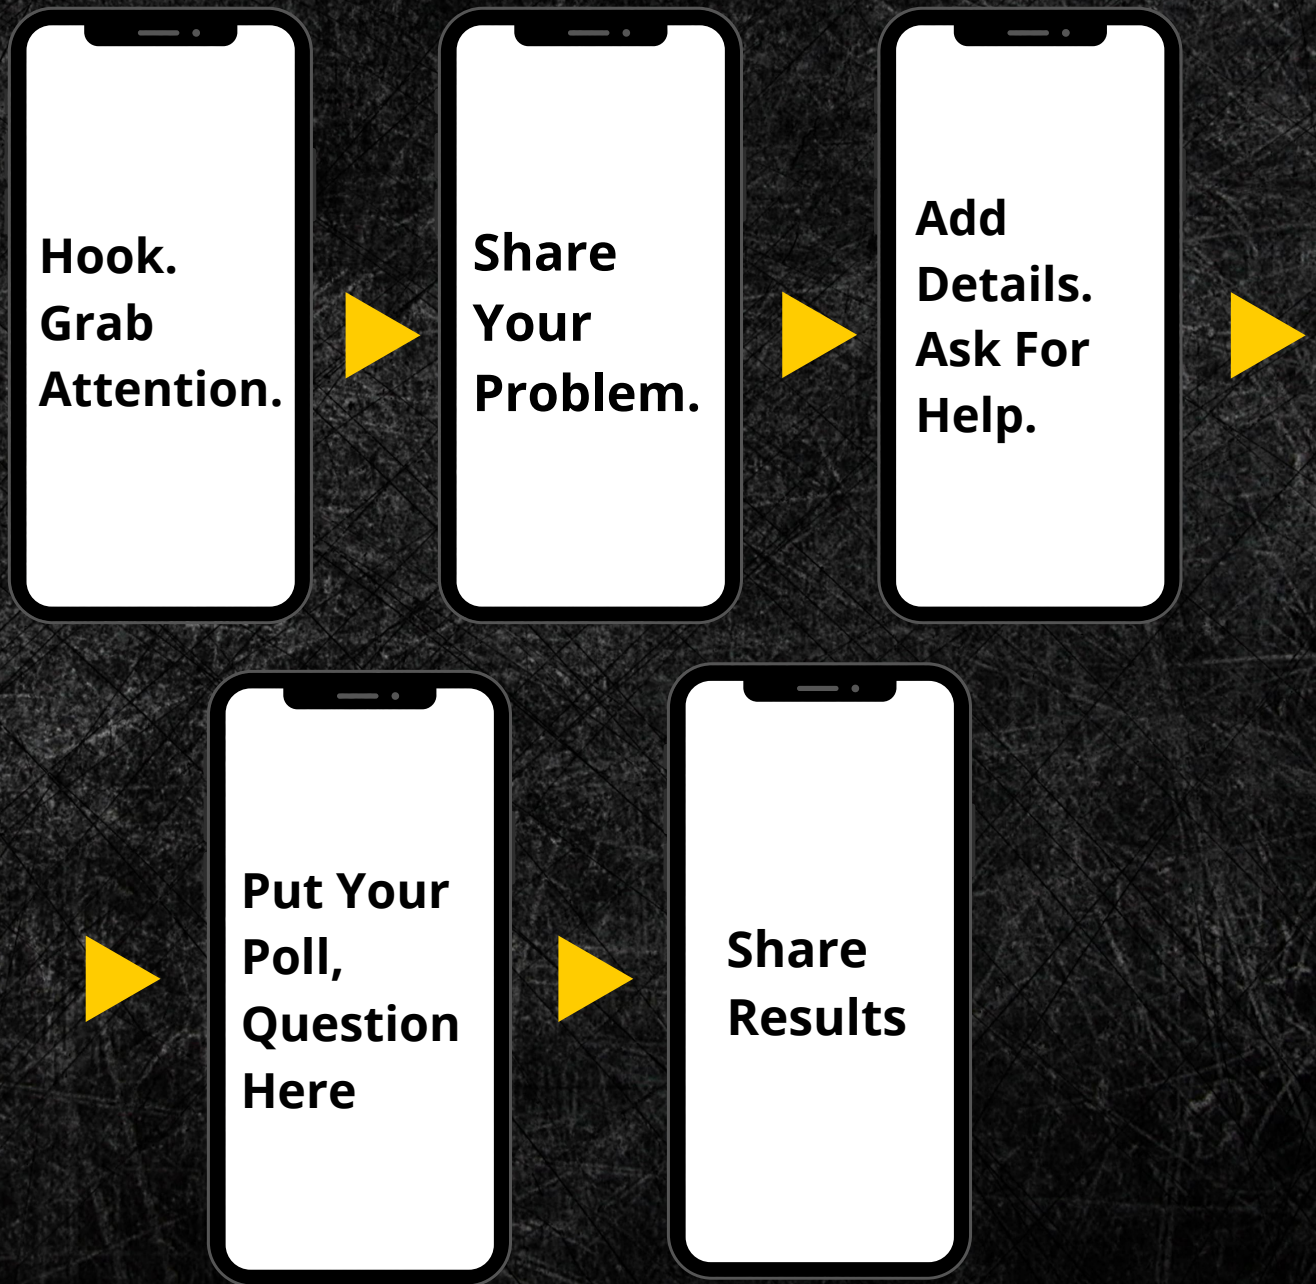 Hook.
Grab
Attention.
Share
Your
Problem.
Add
Details.
Ask For
Help.
Put Your
Poll,
Question
Here
Share
Results